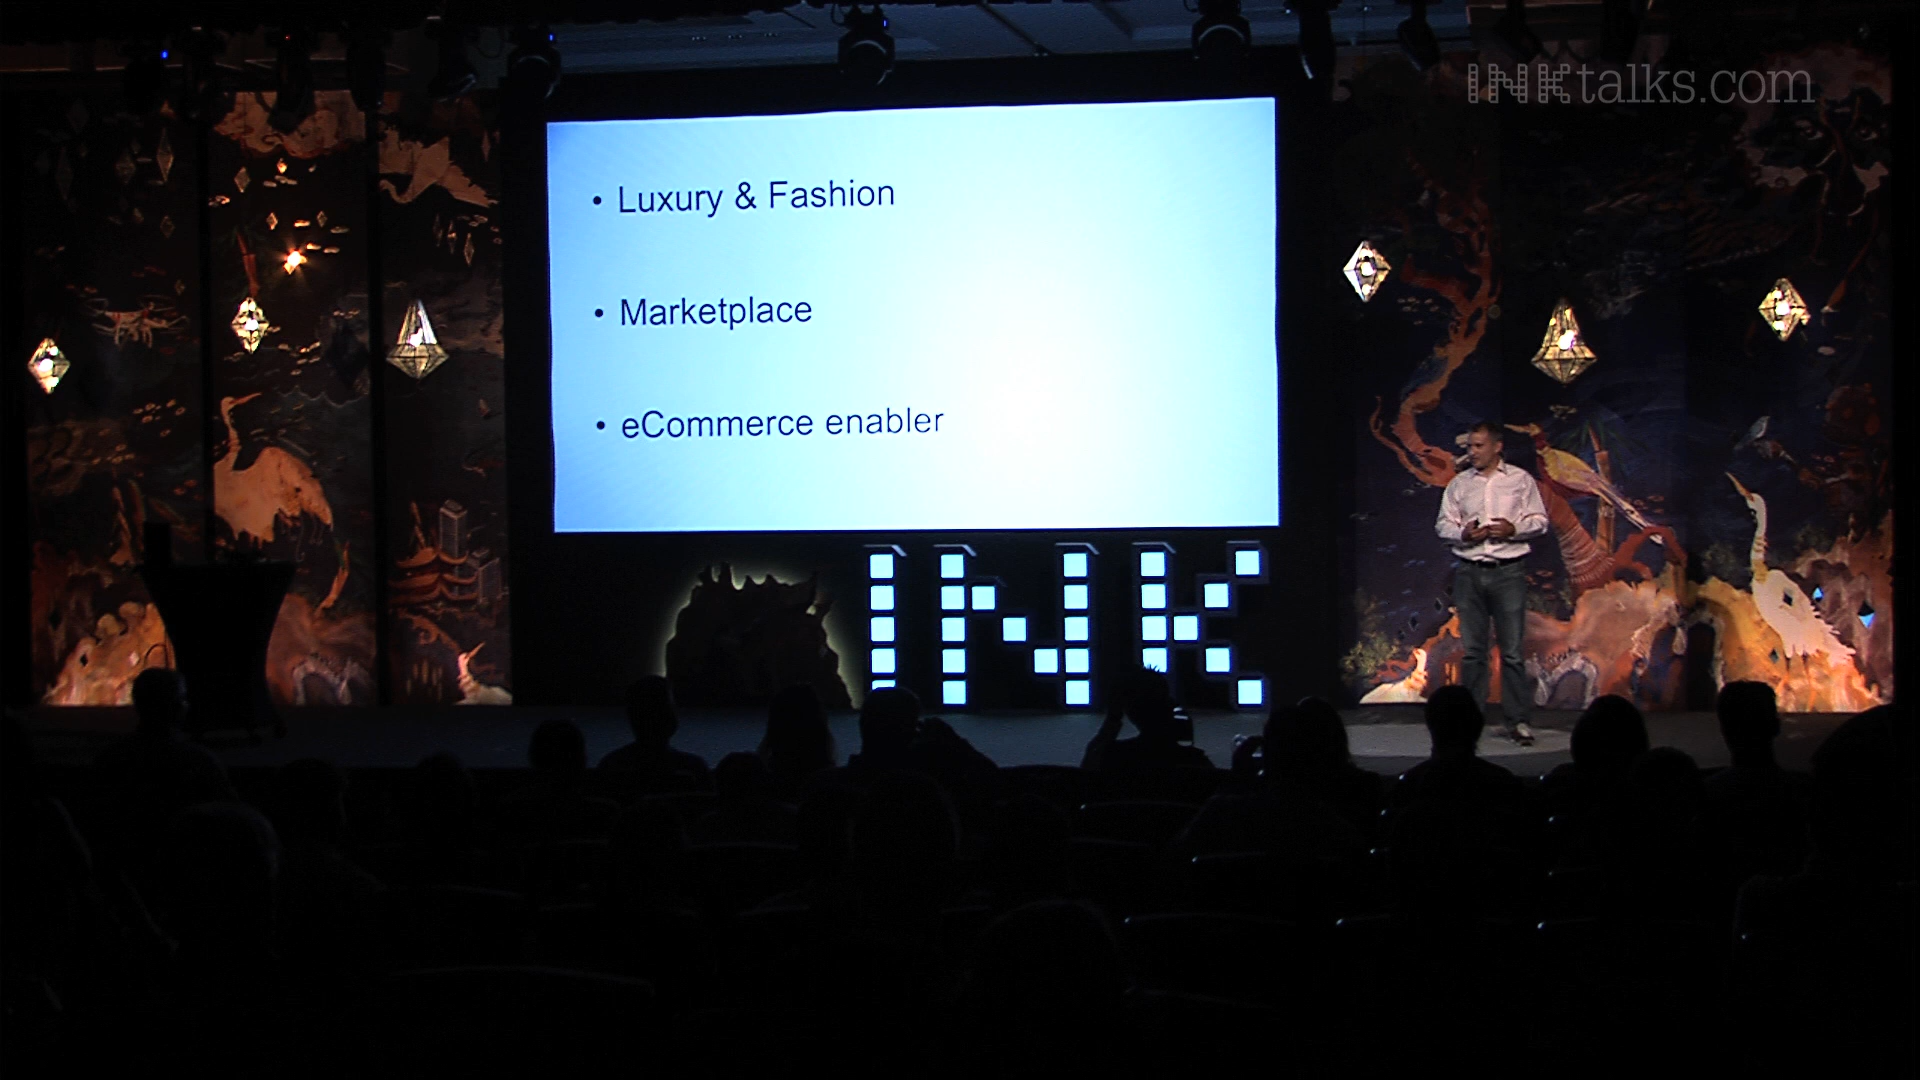 INKtalks.com
• Luxury & Fashion
• Marketplace
• eCommerce enabler
INK